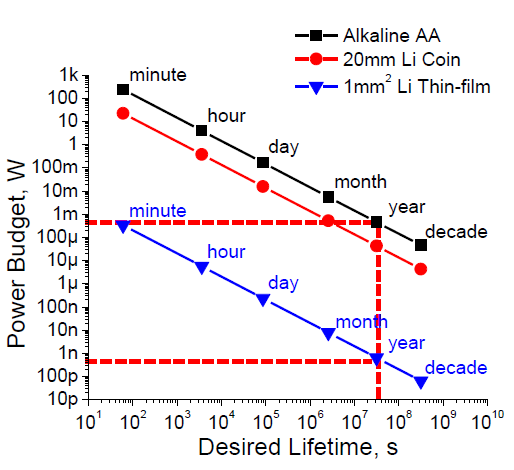 Alkaline AA
20mm Li Coin
1mm² Li Thin-film
1k
100
10
1
100m
10m
1m
100µ
10µ
1µ
100n
10n
1n
100p
10p
Power Budget, W
minute
hour
day
month
year
decade
minute
hour
day
month
year
decade
10¹ 10² 10³ 10⁴ 10⁵ 10⁶ 10⁷ 10⁸ 10⁹ 10¹⁰
Desired Lifetime, s